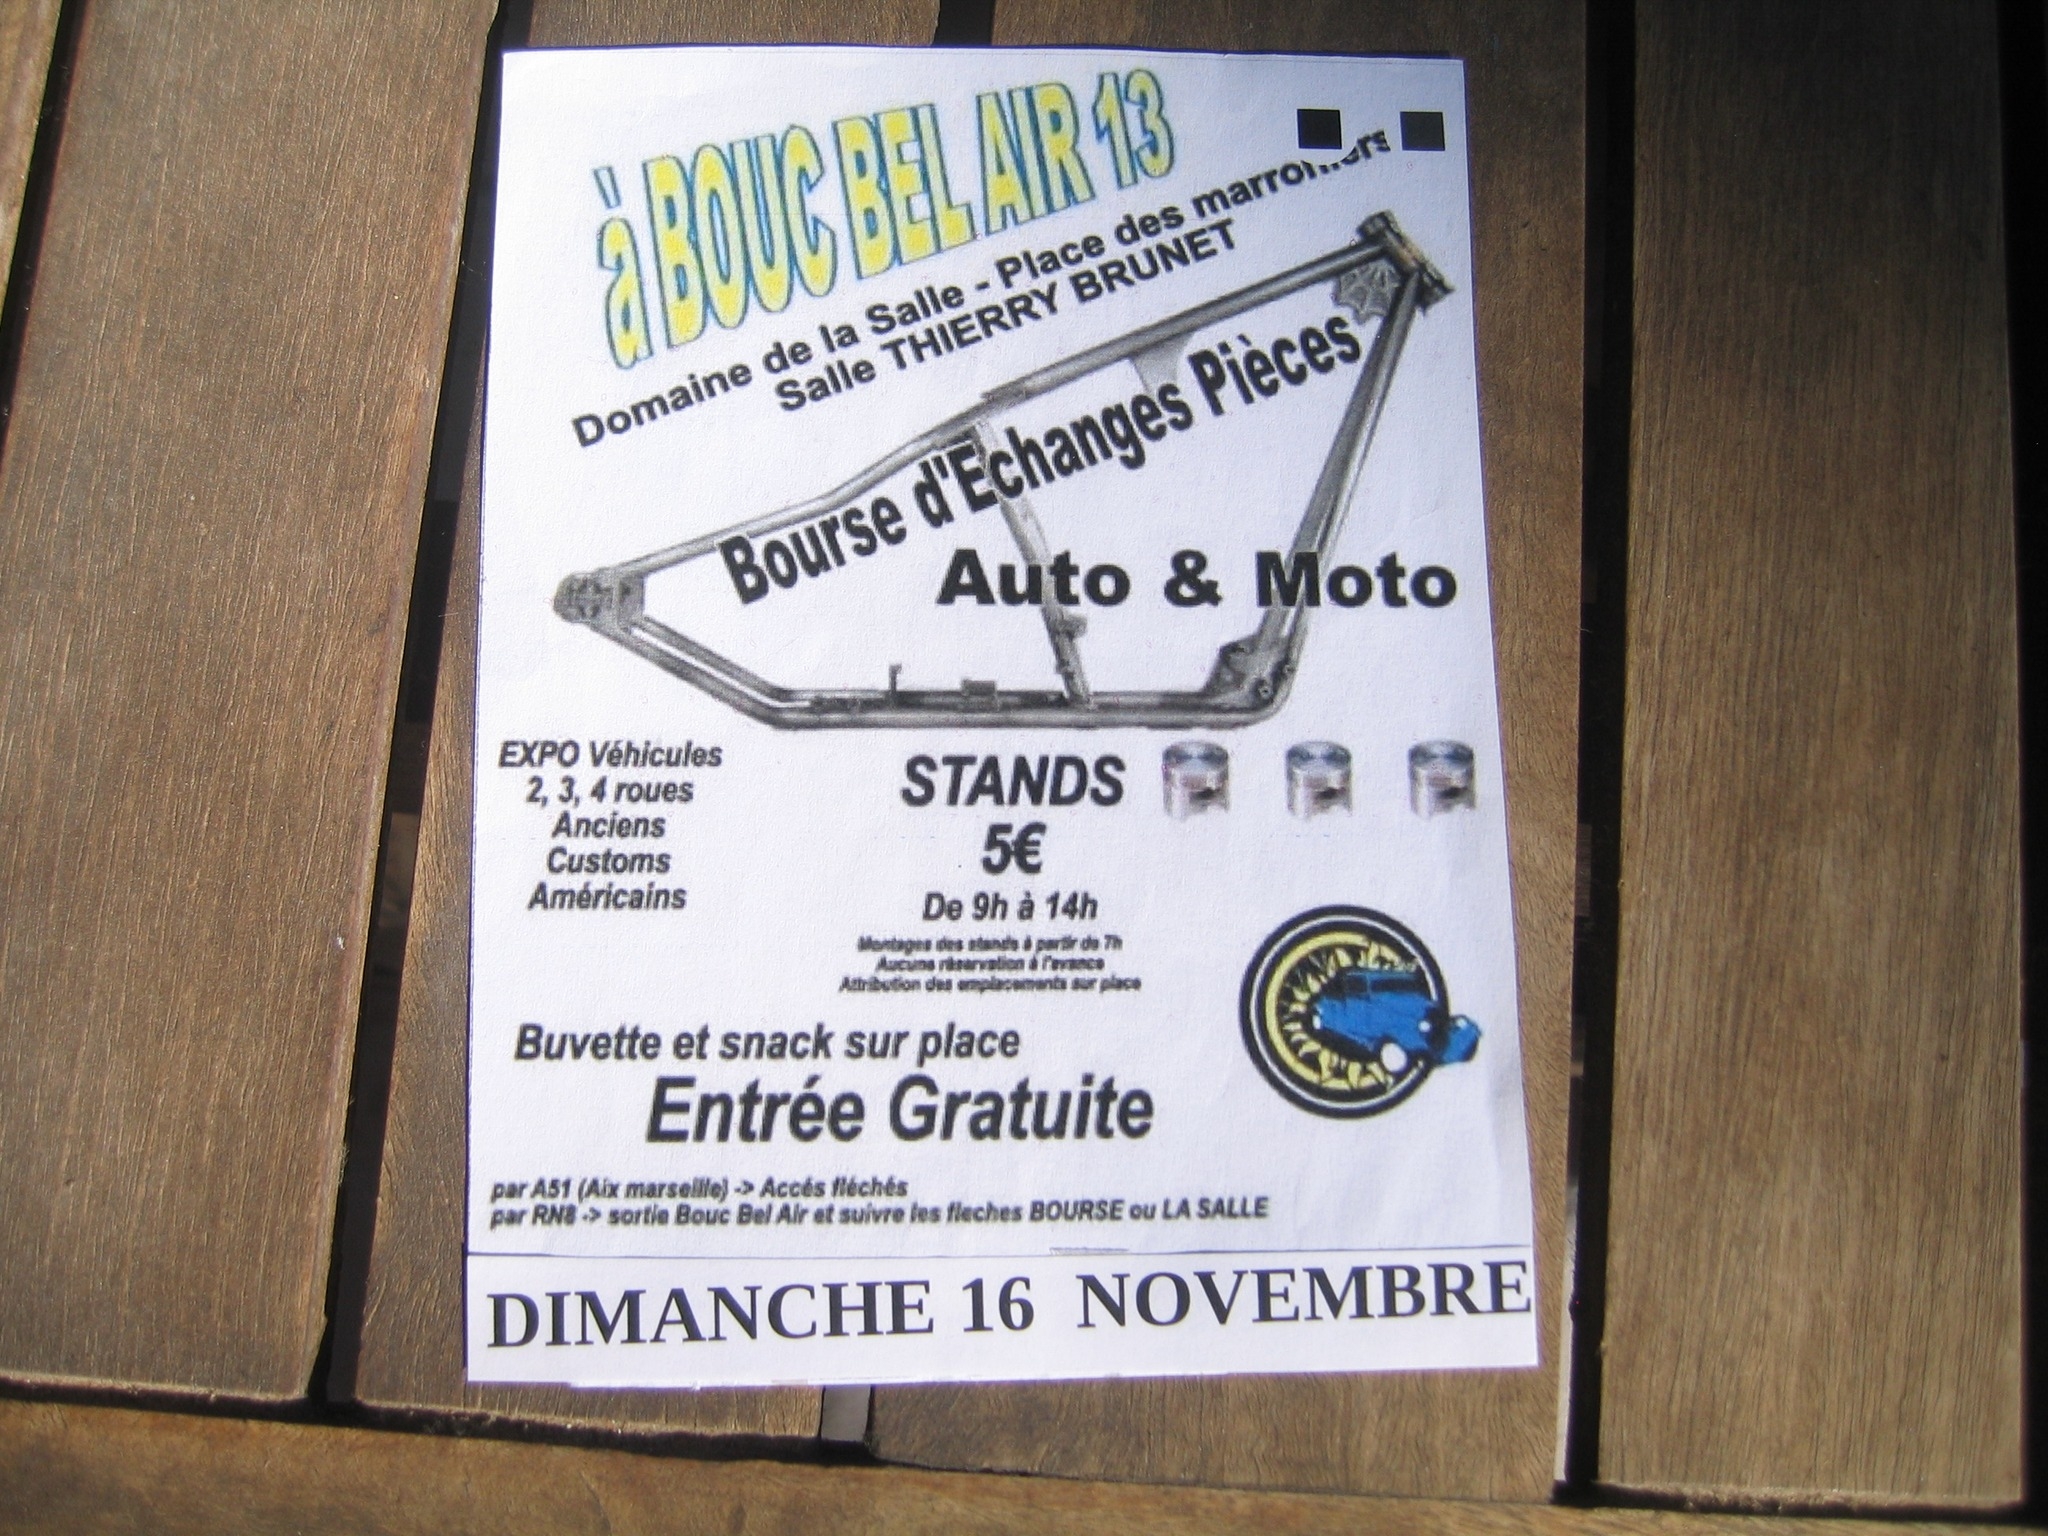 à BOUC BEL AIR 13
Domaine de la Salle - Place des marronniers
Salle THIERRY BRUNET
Bourse d'Echanges Pièces
Auto & Moto
EXPO Véhicules
2, 3, 4 roues
Anciens
Customs
Américains
STANDS
5€
De 9h à 14h
Montages des stands à partir de 7h
Aucune réservation à l'avance
Attribution des emplacements sur place
Buvette et snack sur place
Entrée Gratuite
par A51 (Aix marseille) -> Accés fléchés
par RN8 -> sortie Bouc Bel Air et suivre les fleches BOURSE ou LA SALLE
DIMANCHE 16 NOVEMBRE